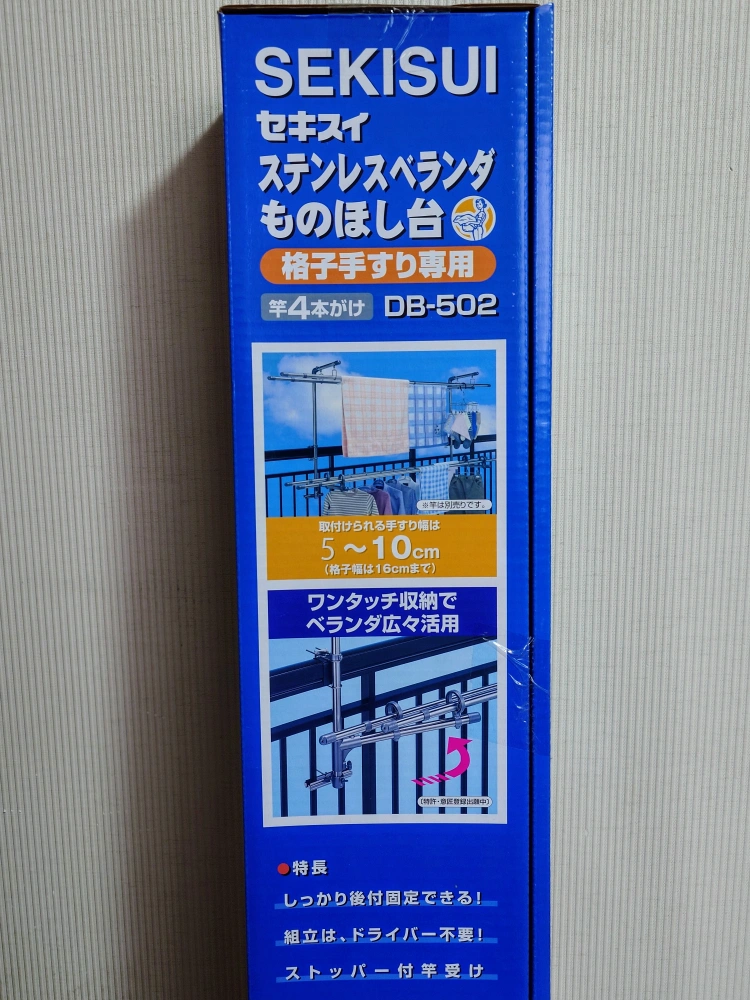 SEKISUI
セキスイ
ステンレスベランダ
ものほし台
格子手すり専用
竿4本がけ DB-502
※竿は別売りです。
取付けられる手すり幅は
5～10cm
(格子幅は16cmまで)
ワンタッチ収納で
ベランダ広々活用
(特許・意匠登録出願中)
●特長
しっかり後付固定できる!
組立は、ドライバー不要!
ストッパー付竿受け